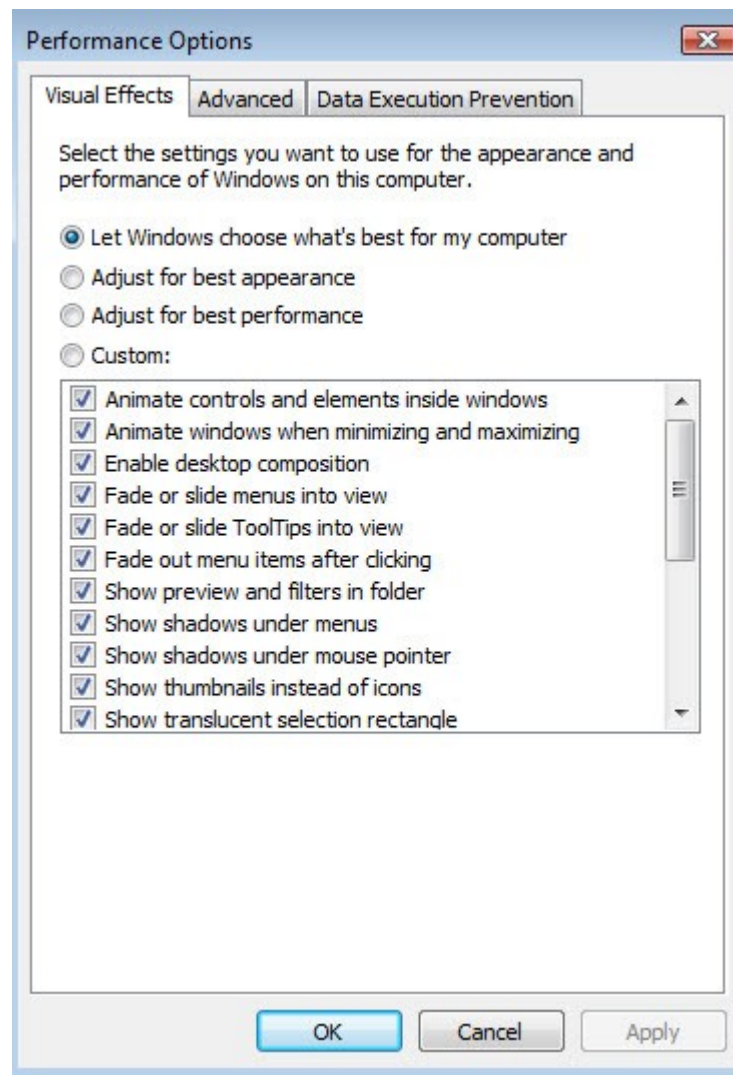 Performance Options
Visual Effects Advanced Data Execution Prevention
Select the settings you want to use for the appearance and
performance of Windows on this computer.
Let Windows choose what's best for my computer
Adjust for best appearance
Adjust for best performance
Custom:
Animate controls and elements inside windows
Animate windows when minimizing and maximizing
Enable desktop composition
Fade or slide menus into view
Fade or slide ToolTips into view
Fade out menu items after clicking
Show preview and filters in folder
Show shadows under menus
Show shadows under mouse pointer
Show thumbnails instead of icons
Show translucent selection rectangle
OK Cancel Apply